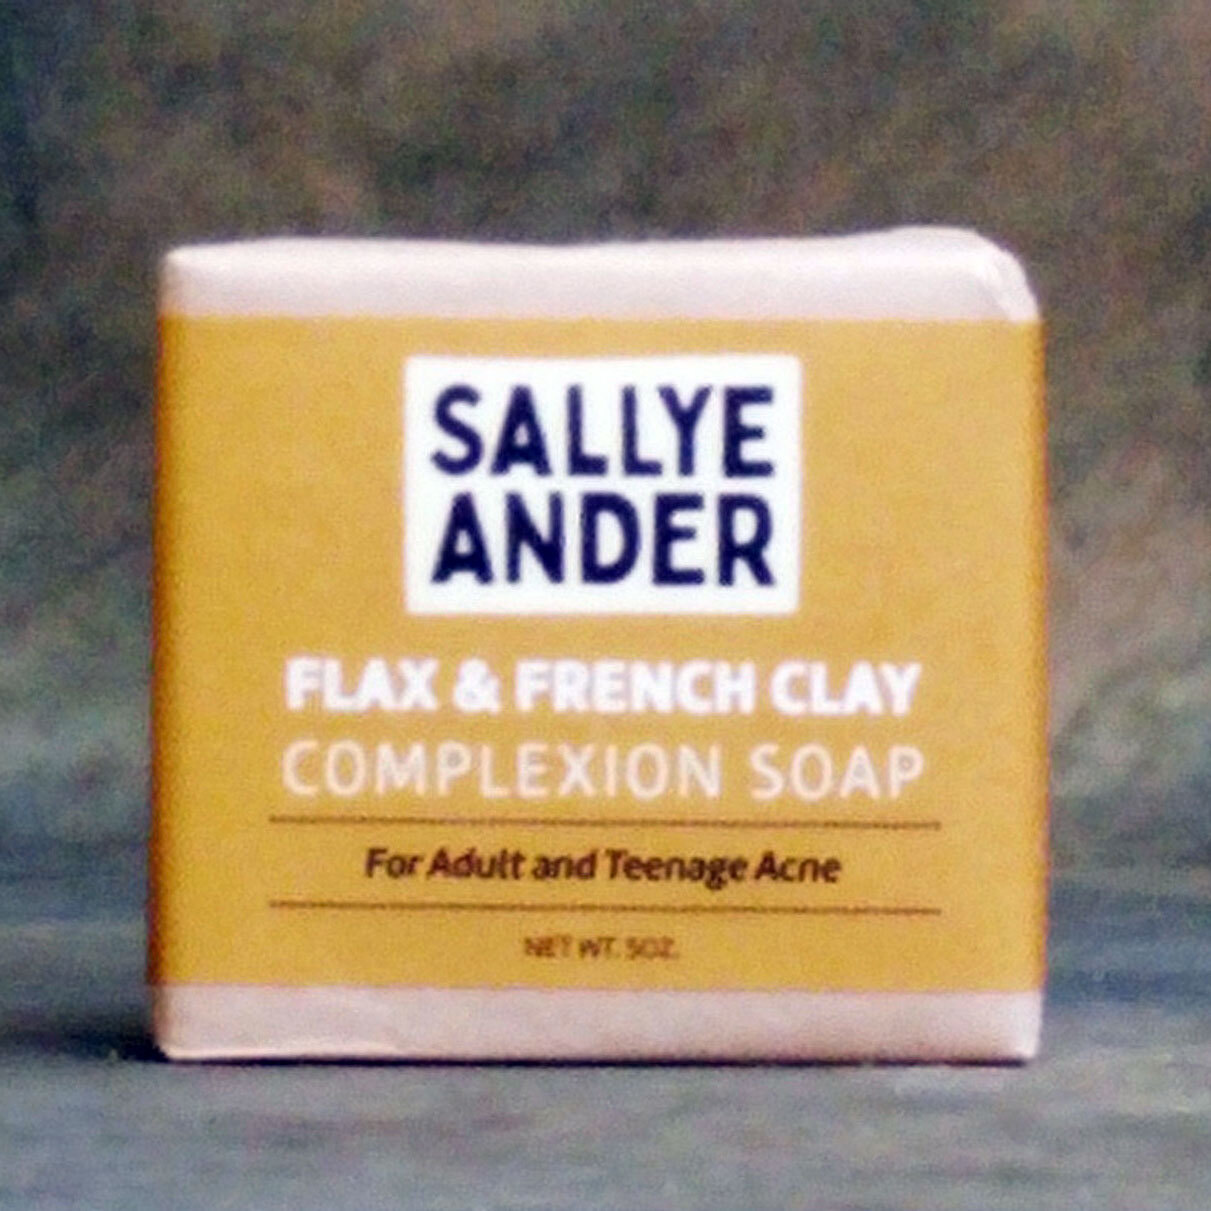 SALLYE
ANDER
FLAX & FRENCH CLAY
COMPLEXION SOAP
For Adult and Teenage Acne
NET WT. 5OZ.